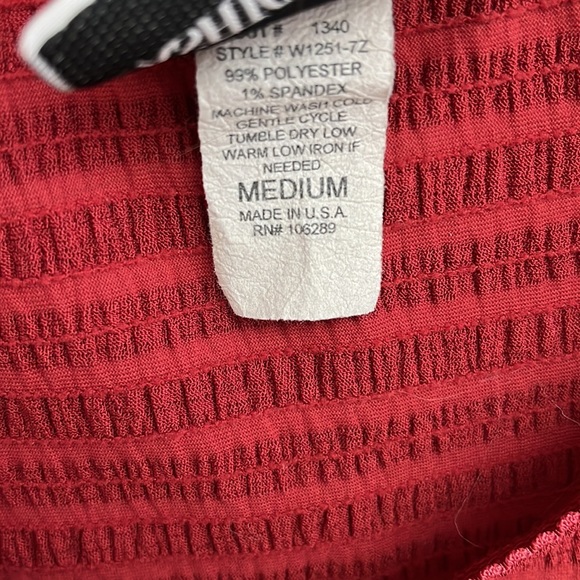 # 1340
STYLE# W1251-7Z
99% POLYESTER
1% SPANDEX
MACHINE WASH COLD
GENTLE CYCLE
TUMBLE DRY LOW
WARM LOW IRON IF
NEEDED
MEDIUM
MADE IN U.S.A.
RN# 106289